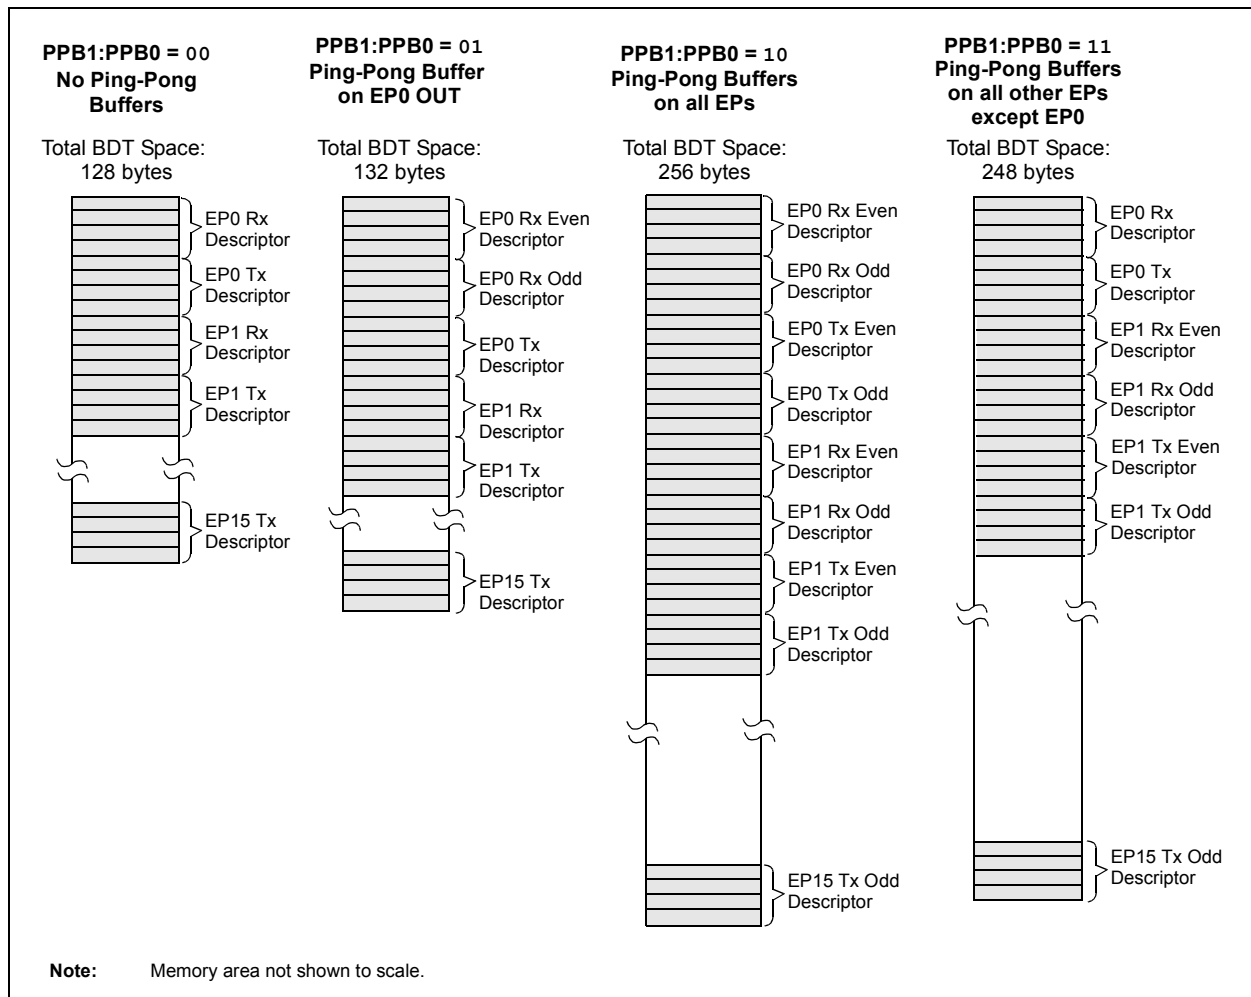 PPB1:PPB0 = 00
No Ping-Pong
Buffers
Total BDT Space:
128 bytes
EP0 Rx
Descriptor
EP0 Tx
Descriptor
EP1 Rx
Descriptor
EP1 Tx
Descriptor
EP15 Tx
Descriptor
PPB1:PPB0 = 01
Ping-Pong Buffer
on EP0 OUT
Total BDT Space:
132 bytes
EP0 Rx Even
Descriptor
EP0 Rx Odd
Descriptor
EP0 Tx
Descriptor
EP1 Rx
Descriptor
EP1 Tx
Descriptor
EP15 Tx
Descriptor
PPB1:PPB0 = 10
Ping-Pong Buffers
on all EPs
Total BDT Space:
256 bytes
EP0 Rx Even
Descriptor
EP0 Rx Odd
Descriptor
EP0 Tx Even
Descriptor
EP0 Tx Odd
Descriptor
EP1 Rx Even
Descriptor
EP1 Rx Odd
Descriptor
EP1 Tx Even
Descriptor
EP1 Tx Odd
Descriptor
EP15 Tx Odd
Descriptor
PPB1:PPB0 = 11
Ping-Pong Buffers
on all other EPs
except EP0
Total BDT Space:
248 bytes
EP0 Rx
Descriptor
EP0 Tx
Descriptor
EP1 Rx Even
Descriptor
EP1 Rx Odd
Descriptor
EP1 Tx Even
Descriptor
EP1 Tx Odd
Descriptor
EP15 Tx Odd
Descriptor
Note: Memory area not shown to scale.